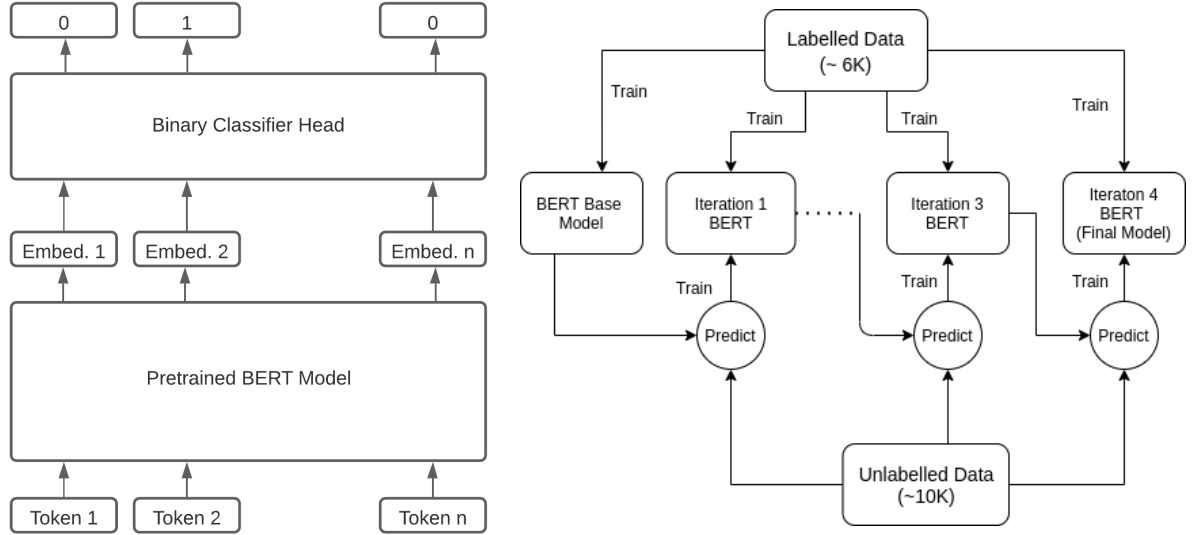 0
1
0
Binary Classifier Head
Embed. 1
Embed. 2
Embed. n
Pretrained BERT Model
Token 1
Token 2
Token n
Labelled Data
(~ 6K)
Train
Train
Train
Train
BERT Base
Model
Iteration 1
BERT
Iteration 3
BERT
Iteraton 4
BERT
(Final Model)
Train
Train
Train
Predict
Predict
Predict
Unlabelled Data
(~10K)